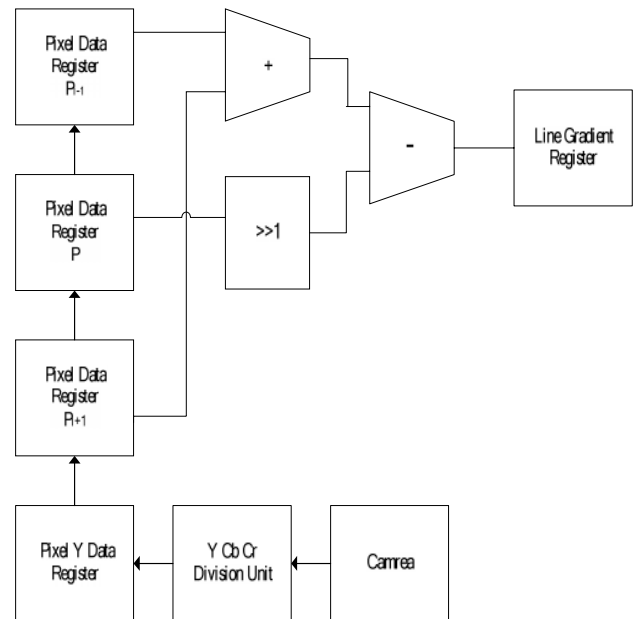 Pixel Data
Register
Pi-1
+
-
Line Gradient
Register
Pixel Data
Register
P
>>1
Pixel Data
Register
Pi+1
Pixel Y Data
Register
Y Cb Cr
Division Unit
Camrea